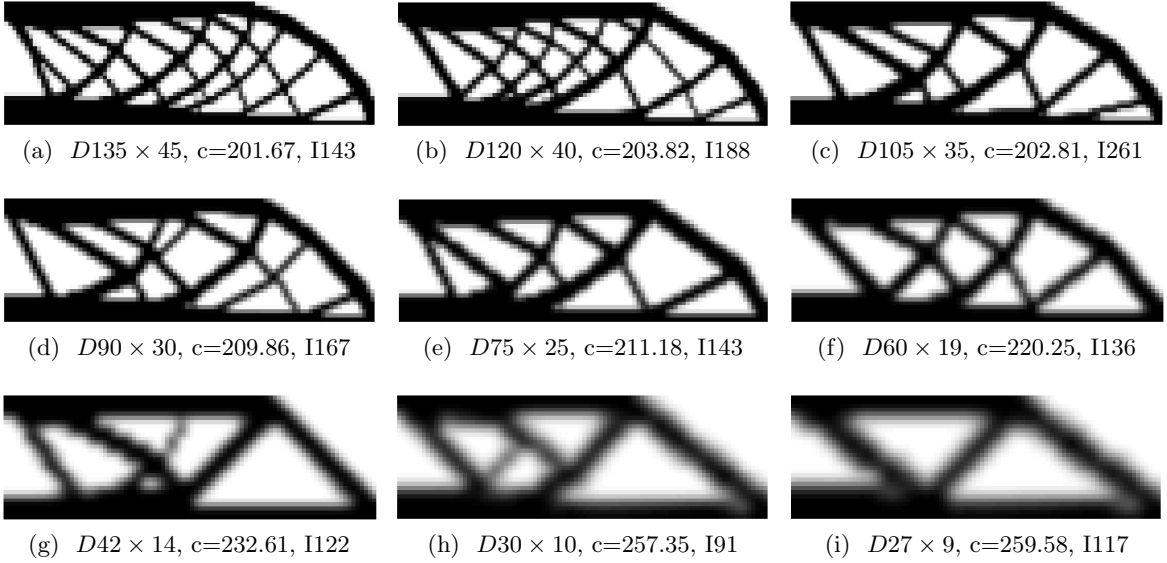 (a) D135 × 45, c=201.67, I143
(b) D120 × 40, c=203.82, I188
(c) D105 × 35, c=202.81, I261
(d) D90 × 30, c=209.86, I167
(e) D75 × 25, c=211.18, I143
(f) D60 × 19, c=220.25, I136
(g) D42 × 14, c=232.61, I122
(h) D30 × 10, c=257.35, I91
(i) D27 × 9, c=259.58, I117